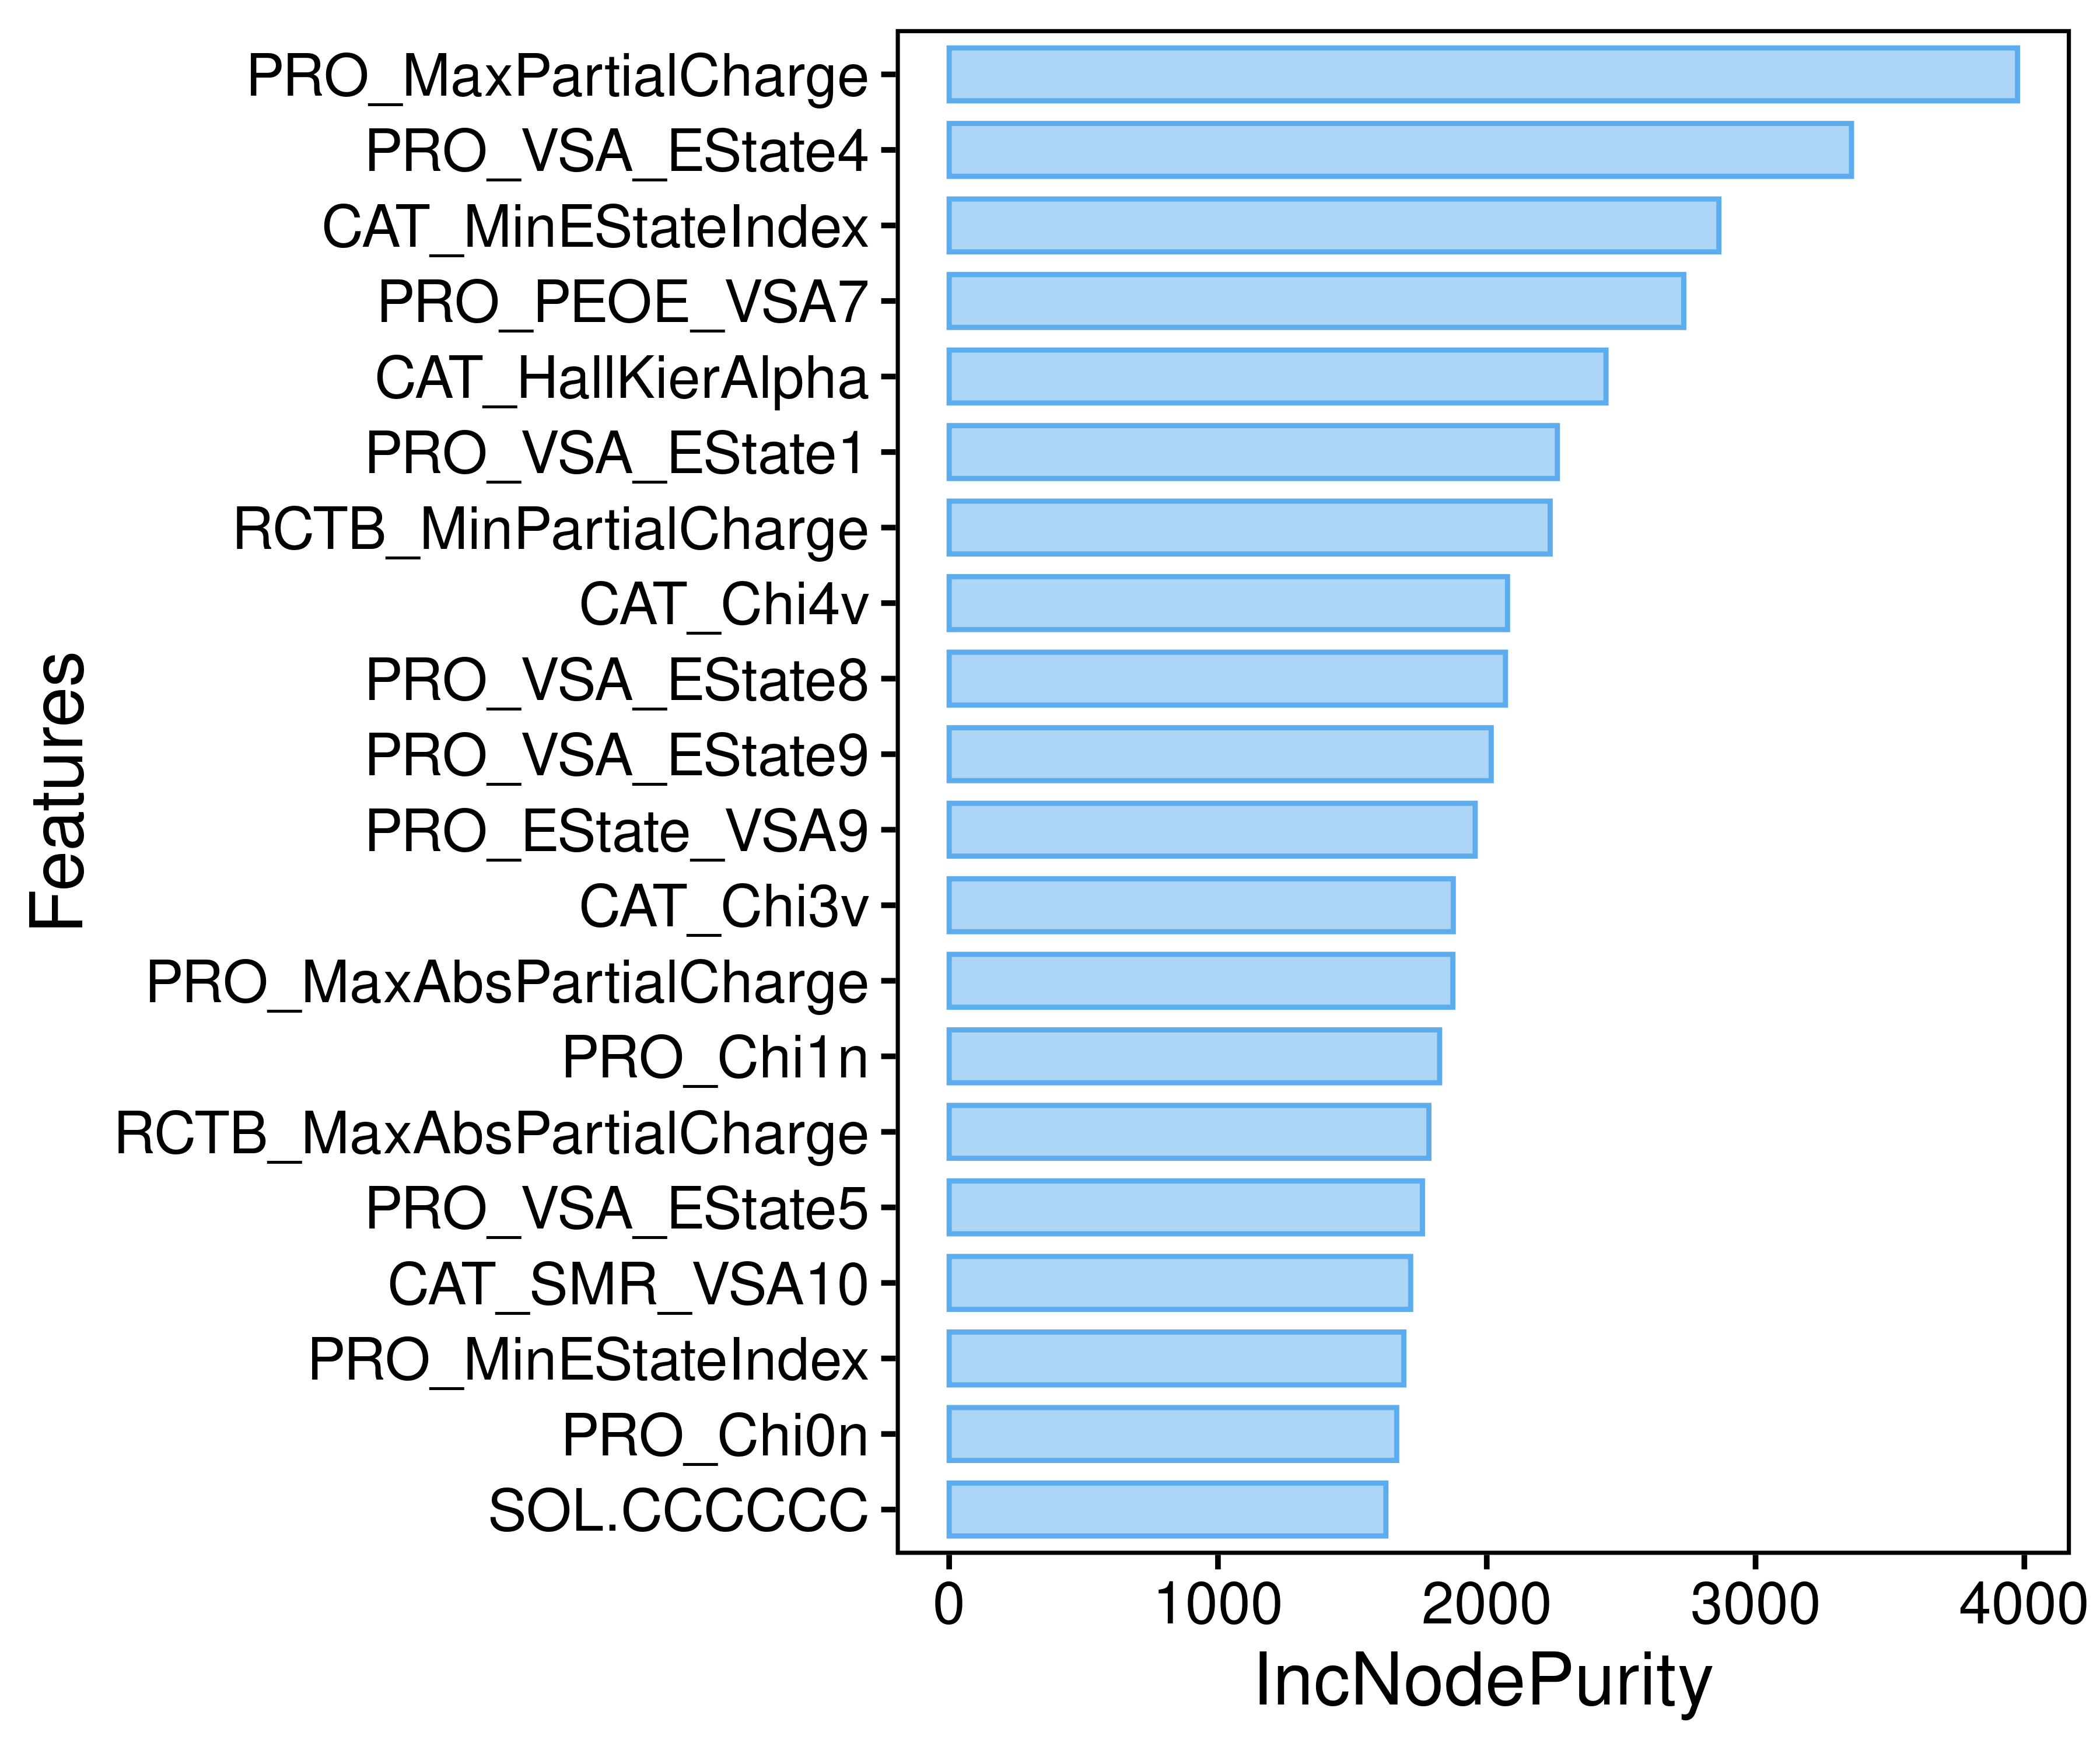 PRO_MaxPartialCharge
PRO_VSA_EState4
CAT_MinEStateIndex
PRO_PEOE_VSA7
CAT_HallKierAlpha
PRO_VSA_EState1
RCTB_MinPartialCharge
CAT_Chi4v
PRO_VSA_EState8
PRO_VSA_EState9
PRO_EState_VSA9
CAT_Chi3v
PRO_MaxAbsPartialCharge
PRO_Chi1n
RCTB_MaxAbsPartialCharge
PRO_VSA_EState5
CAT_SMR_VSA10
PRO_MinEStateIndex
PRO_Chi0n
SOL.CCCCCC
Features
0 1000 2000 3000 4000
IncNodePurity